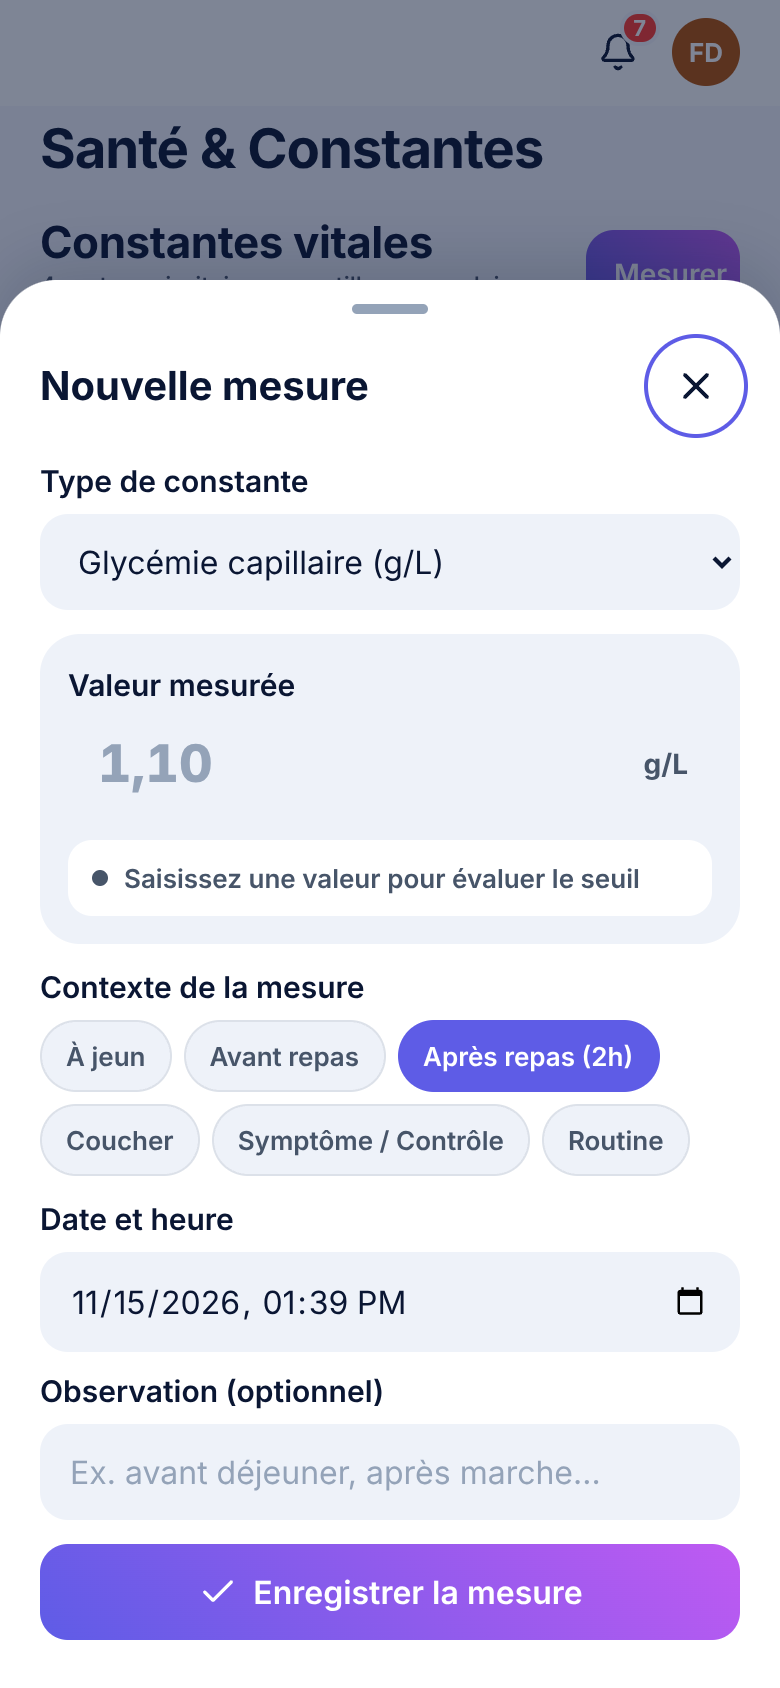 7
FD
Santé & Constantes
Constantes vitales
Mesurer
Nouvelle mesure
Type de constante
Glycémie capillaire (g/L)
Valeur mesurée
1,10 g/L
Saisissez une valeur pour évaluer le seuil
Contexte de la mesure
À jeun Avant repas Après repas (2h)
Coucher Symptôme / Contrôle Routine
Date et heure
11/15/2026, 01:39 PM
Observation (optionnel)
Ex. avant déjeuner, après marche...
Enregistrer la mesure